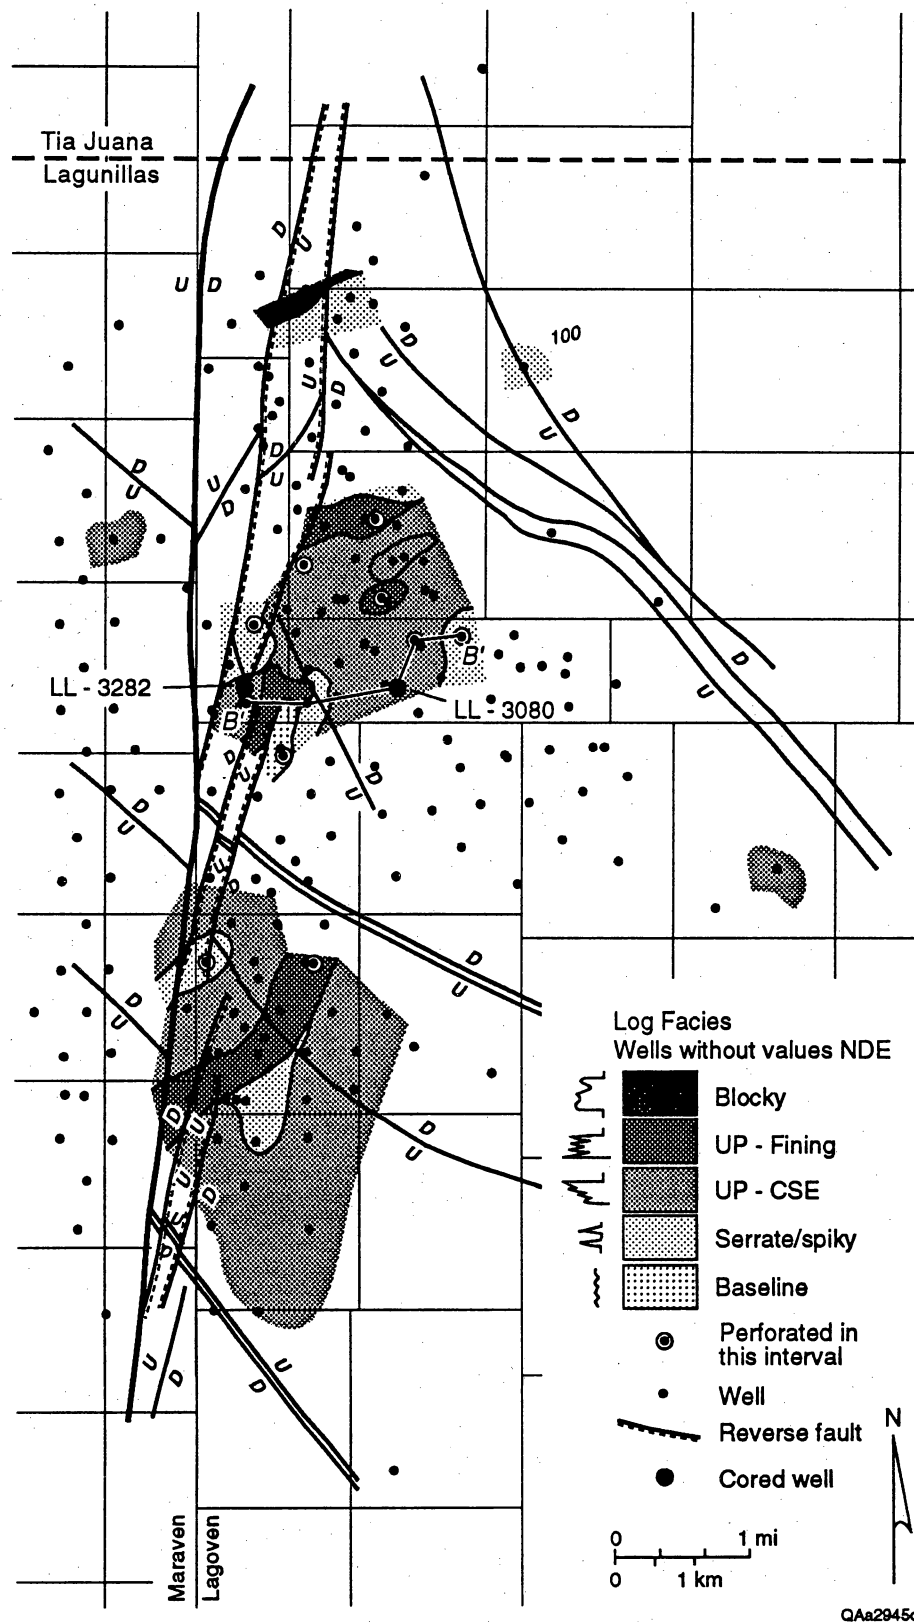 Tia Juana
Lagunillas
D
U
U D
100
D
U
D
U
U
D
D
U
D
U
U
D
D
U
B'
LL - 3282
B'
LL - 3080
D
U
D
U
D
U
D
U
U
D
D
U
D
U
Log Facies
Wells without values NDE
Blocky
UP - Fining
UP - CSE
Serrate/spiky
Baseline
Perforated in
this interval
Well
Reverse fault
Cored well
D
U
D
U
U
D
U
D
U
D
U
D
N
0 1 mi
0 1 km
Maraven
Lagoven